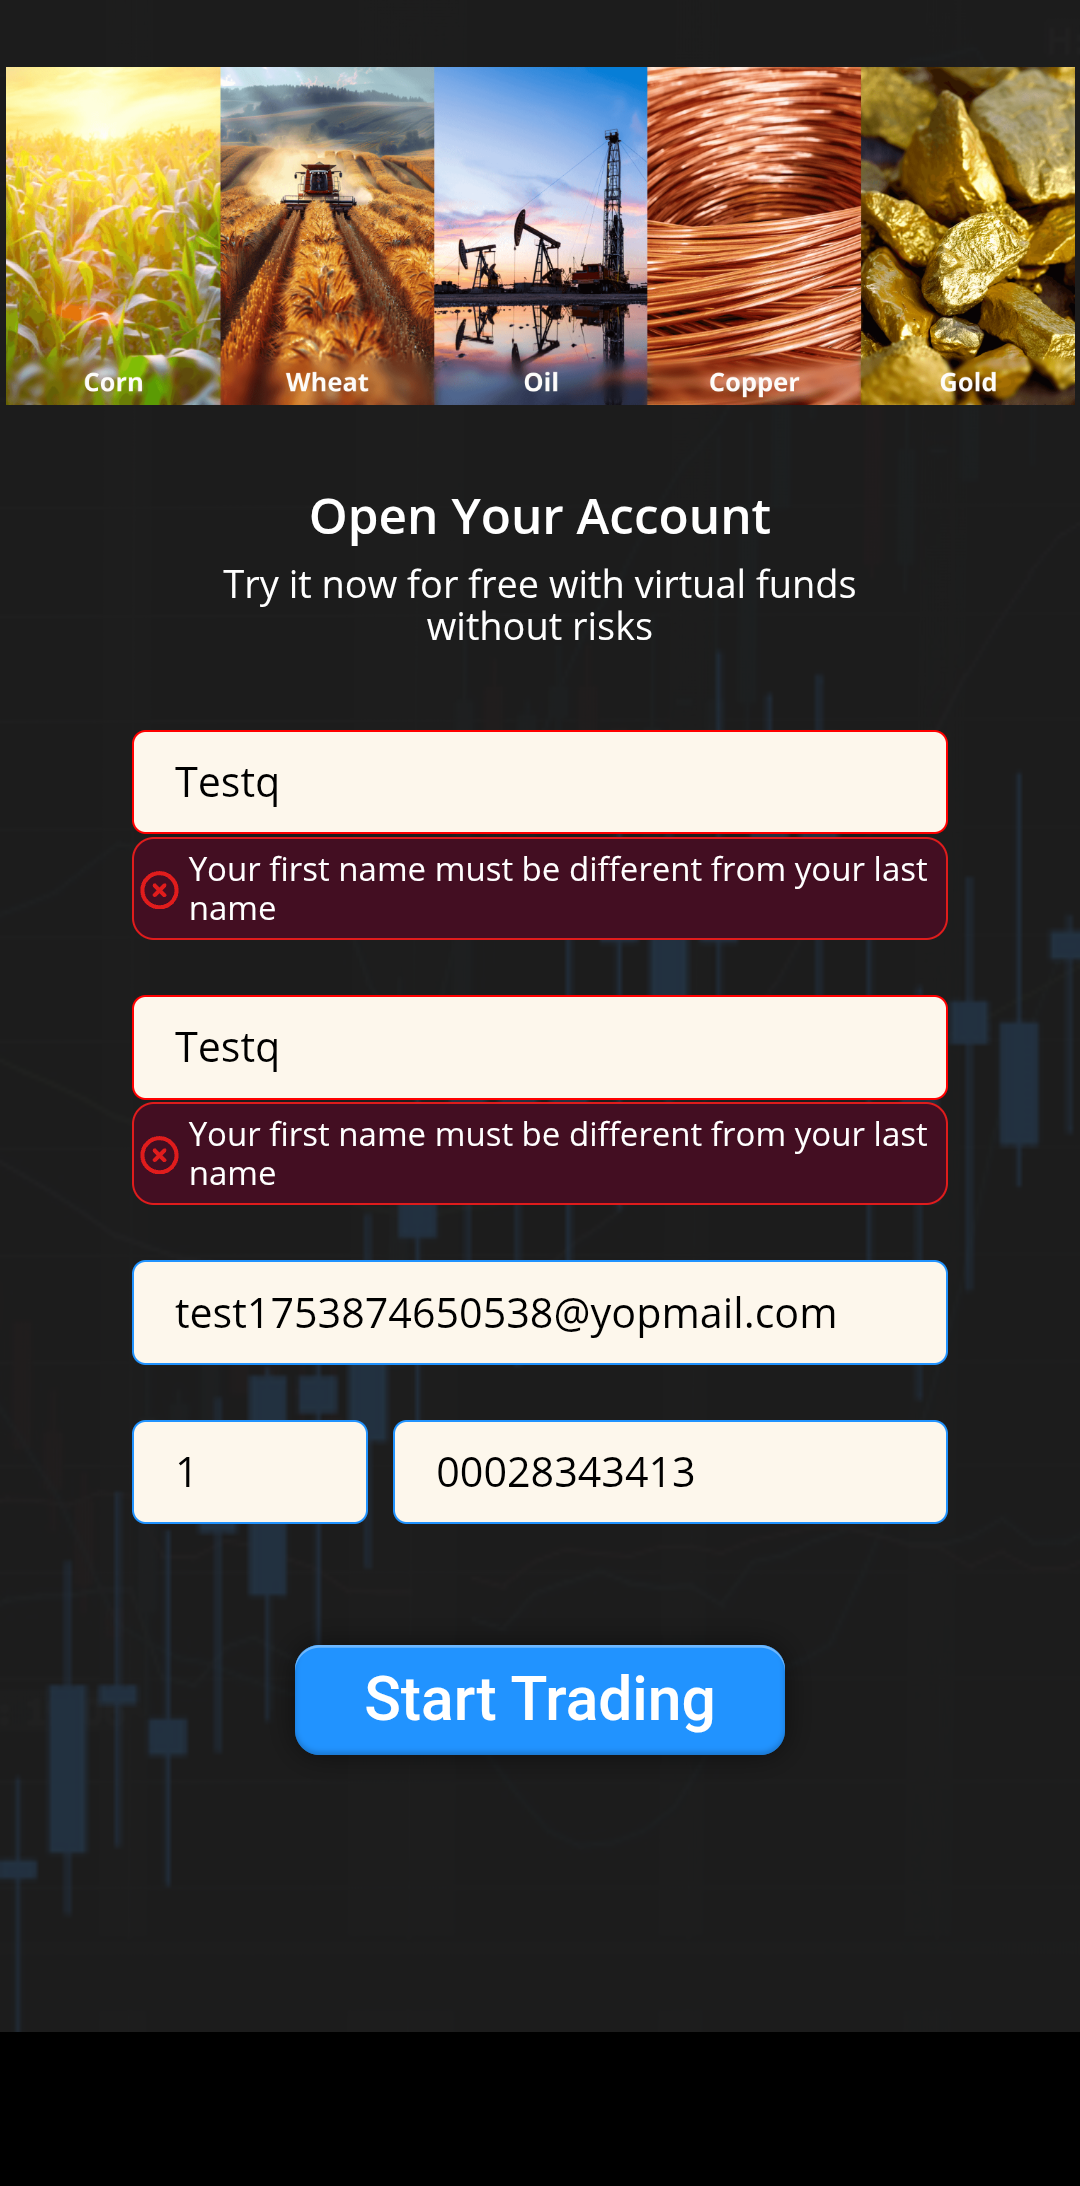 Corn
Wheat
Oil
Copper
Gold
Open Your Account
Try it now for free with virtual funds
without risks
Testq
Your first name must be different from your last
name
Testq
Your first name must be different from your last
name
test1753874650538@yopmail.com
1
00028343413
Start Trading